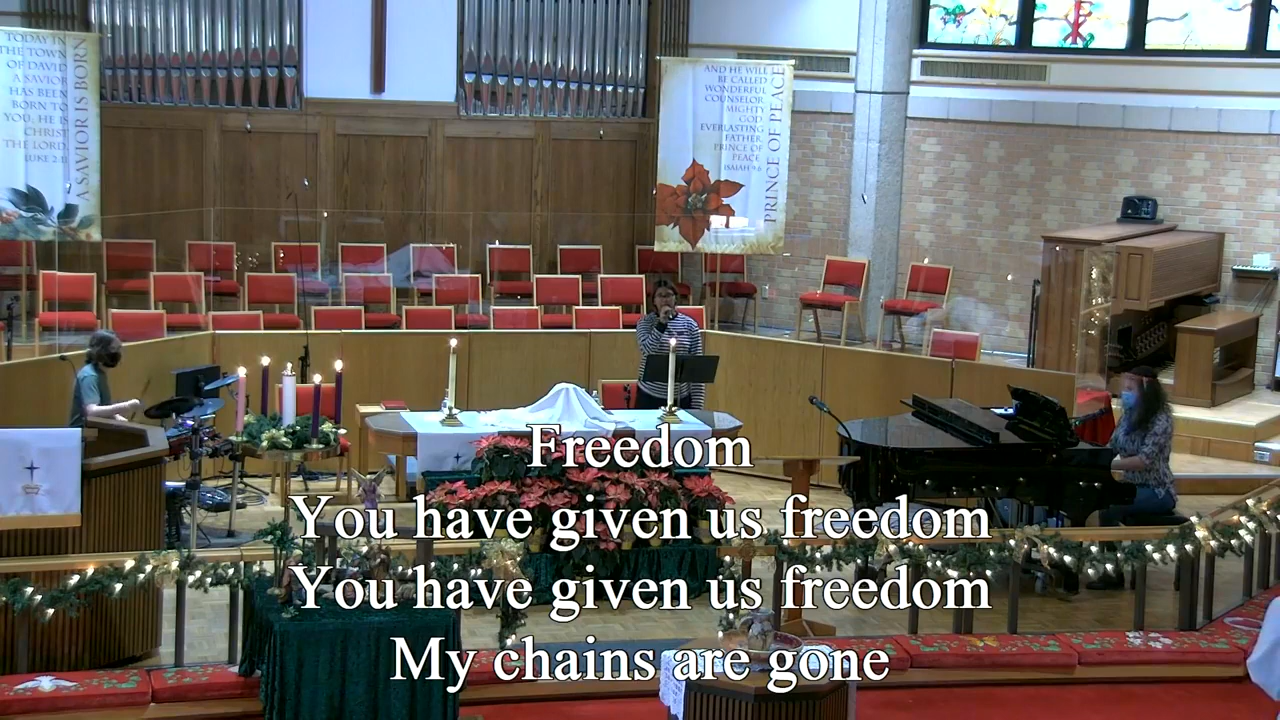 TODAY IN
THE TOWN
OF DAVID
A SAVIOR
HAS BEEN
BORN TO
YOU; HE IS
CHRIST
THE LORD.
LUKE 2:11
A SAVIOR IS BORN
AND HE WILL
BE CALLED
WONDERFUL
COUNSELOR
MIGHTY
GOD
EVERLASTING
FATHER
PRINCE OF
PEACE
ISAIAH 9:6
PRINCE OF PEACE
Freedom
You have given us freedom
You have given us freedom
My chains are gone